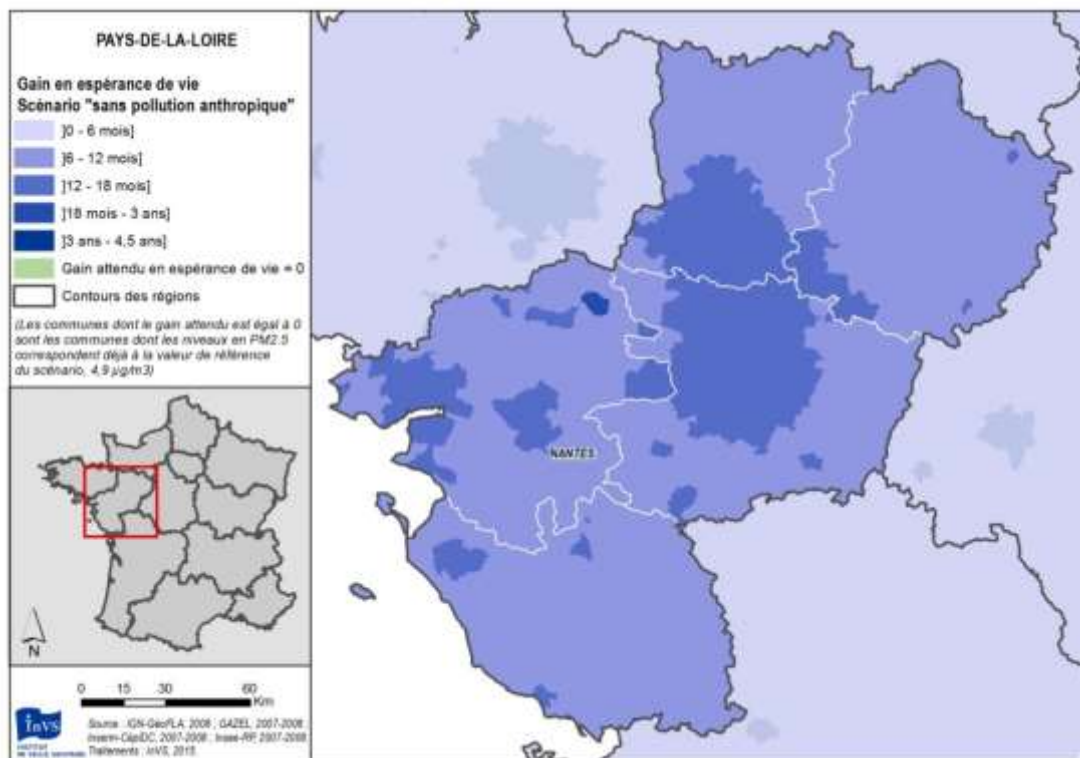 PAYS-DE-LA-LOIRE
Gain en espérance de vie
Scénario "sans pollution anthropique"
]0 - 6 mois]
]6 - 12 mois]
]12 - 18 mois]
]18 mois - 3 ans]
]3 ans - 4,5 ans]
Gain attendu en espérance de vie = 0
Contours des régions
(Les communes dont le gain attendu est égal à 0
sont les communes dont les niveaux en PM2.5
correspondent déjà à la valeur de référence
du scénario, 4,9 µg/m3)
NANTES
N
0 15 30 60
Km
InVS
INSTITUT
DE VEILLE SANITAIRE
Source : IGN-GéoFLA, 2008 ; GAZEL, 2007-2008 ;
Inserm-CépiDC, 2007-2008 ; Insee-RP, 2007-2008.
Traitements : InVS, 2015.